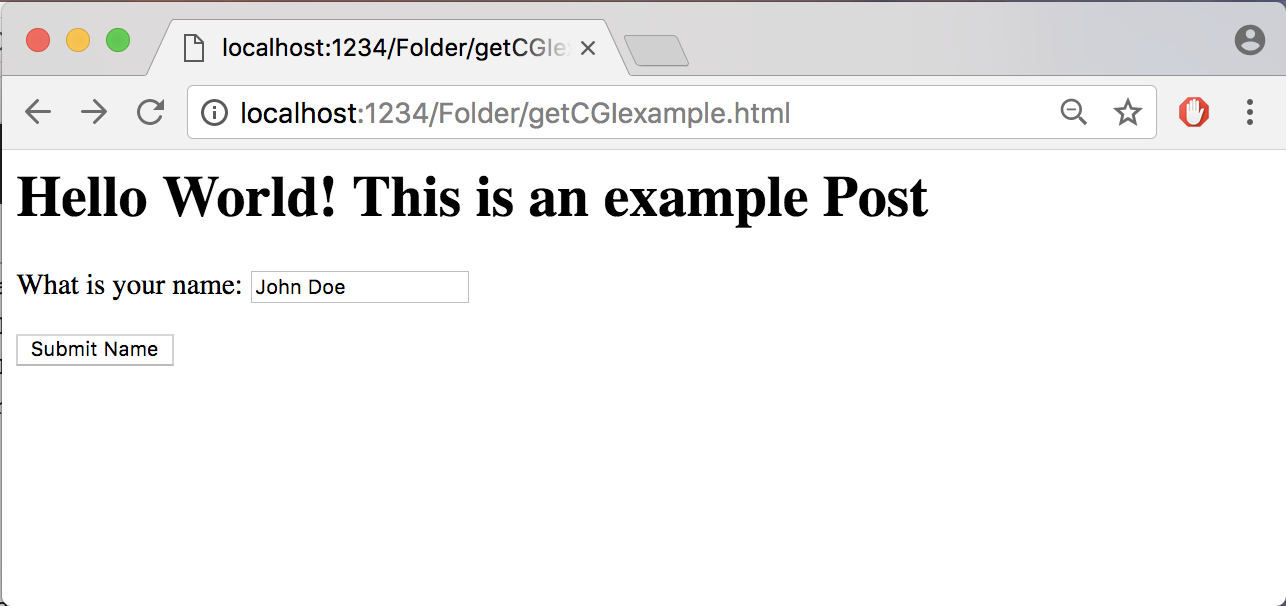 localhost:1234/Folder/getCGIe
localhost:1234/Folder/getCGIexample.html
Hello World! This is an example Post
What is your name: John Doe
Submit Name